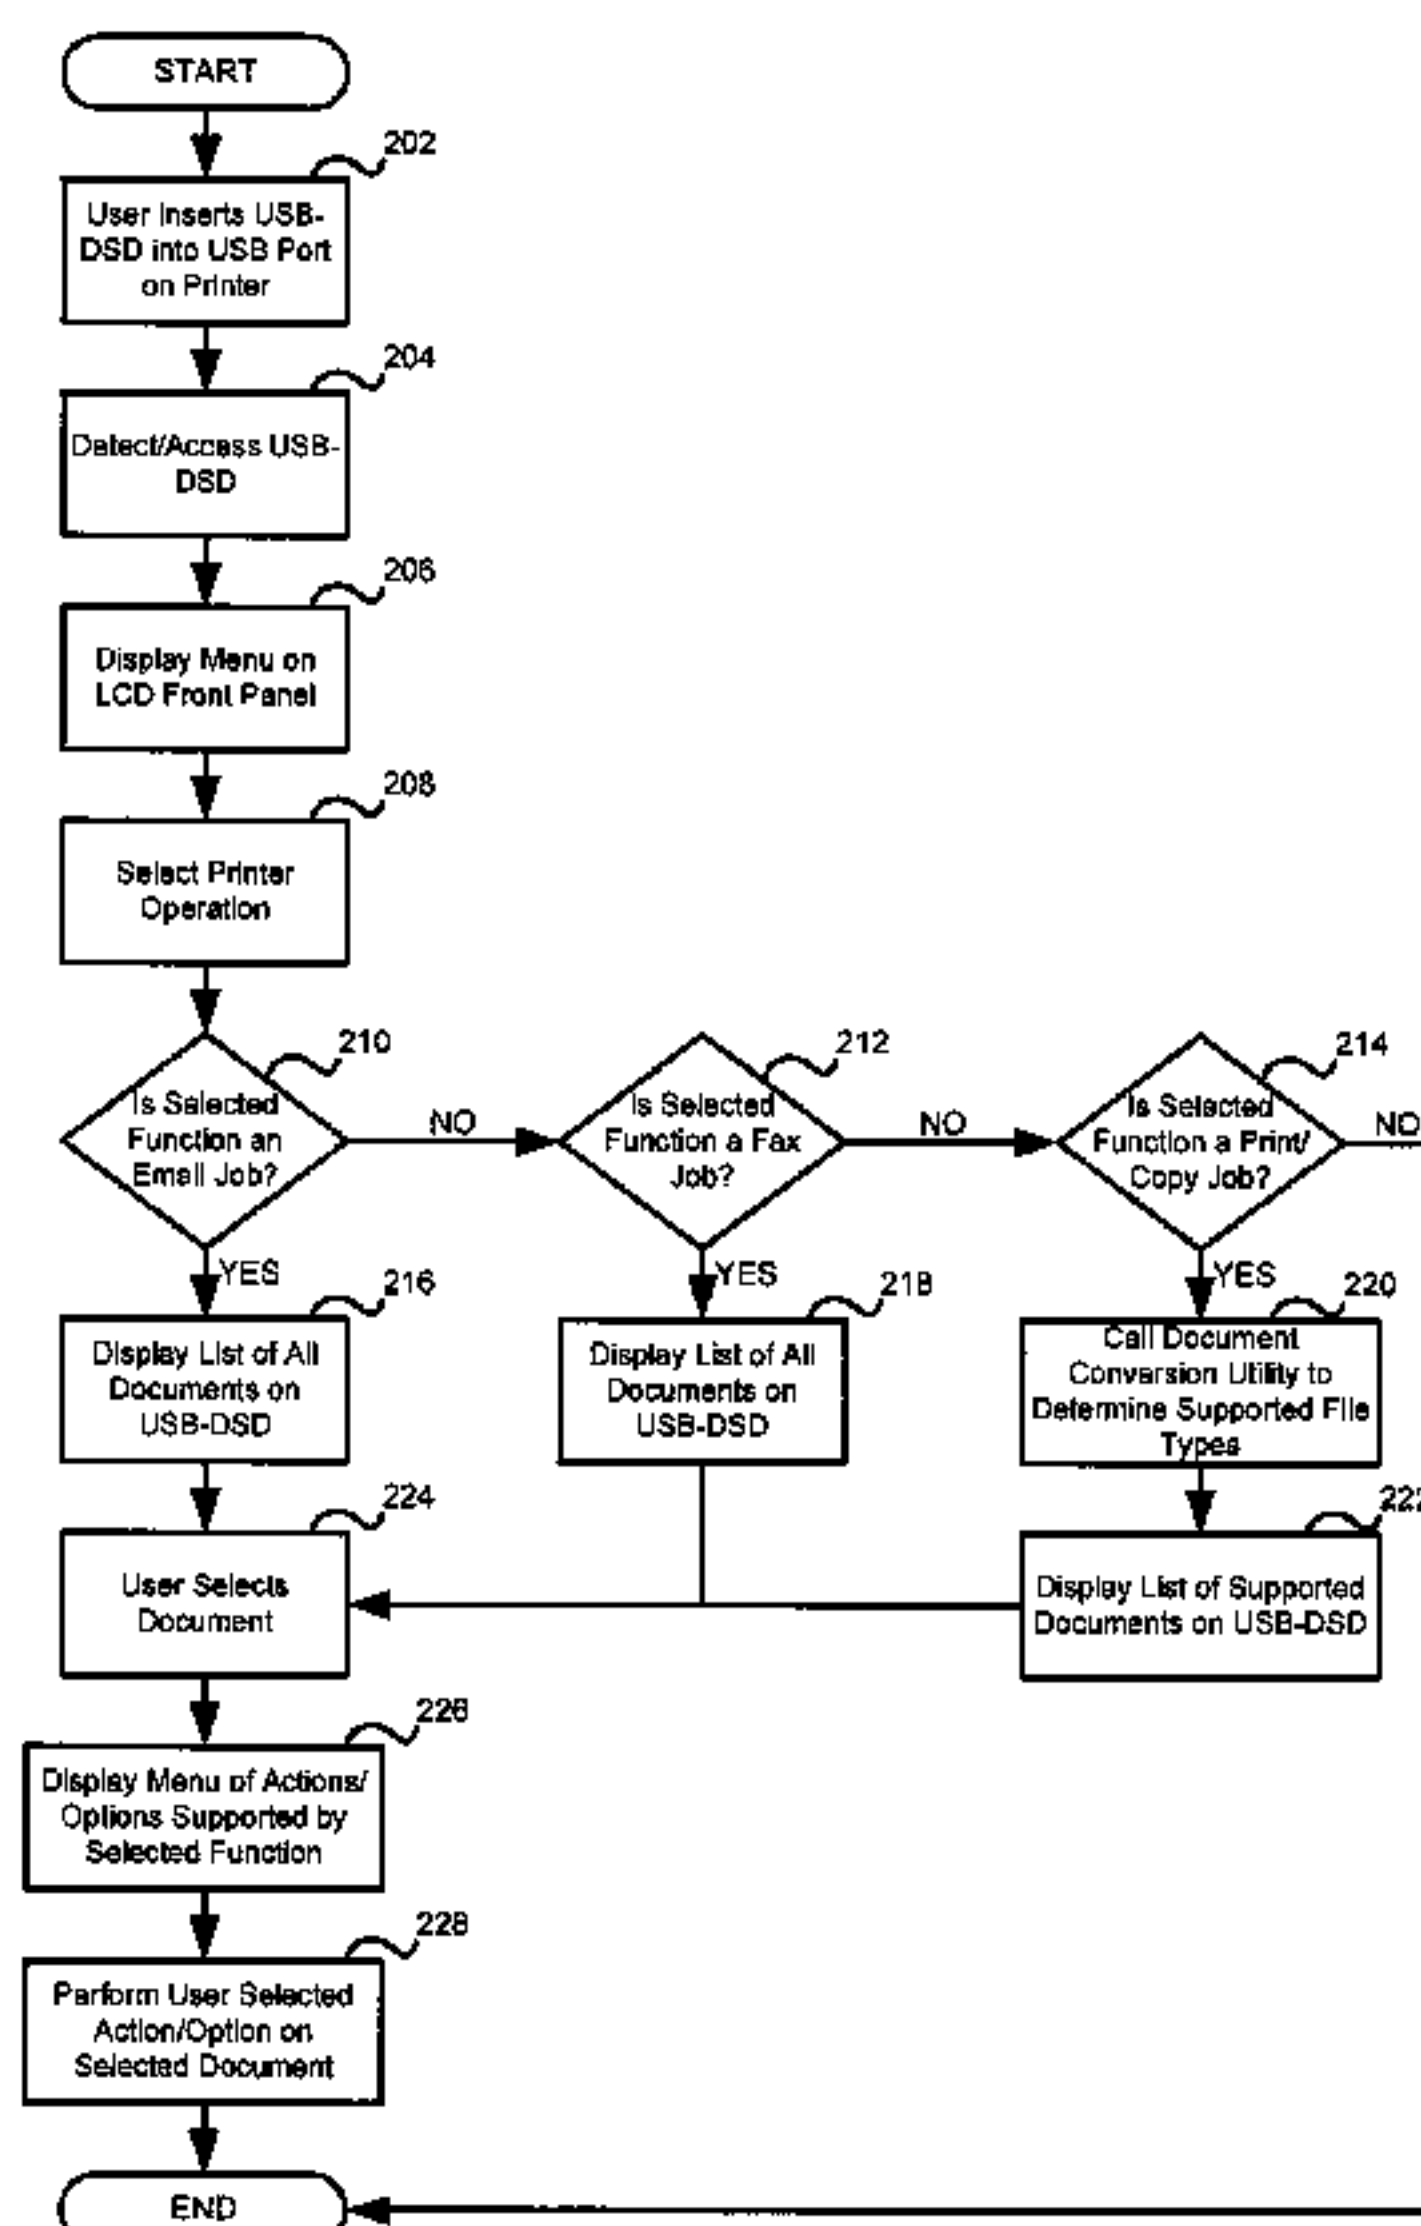 START
202
User Inserts USB-
DSD into USB Port
on Printer
204
Detect/Access USB-
DSD
206
Display Menu on
LCD Front Panel
208
Select Printer
Operation
210
Is Selected
Function an
Email Job?
NO
212
Is Selected
Function a Fax
Job?
NO
214
Is Selected
Function a Print/
Copy Job?
NO
YES
216
Display List of All
Documents on
USB-DSD
YES
218
Display List of All
Documents on
USB-DSD
YES
220
Call Document
Conversion Utility to
Determine Supported File
Types
224
User Selects
Document
222
Display List of Supported
Documents on USB-DSD
226
Display Menu of Actions/
Options Supported by
Selected Function
228
Perform User Selected
Action/Option on
Selected Document
END